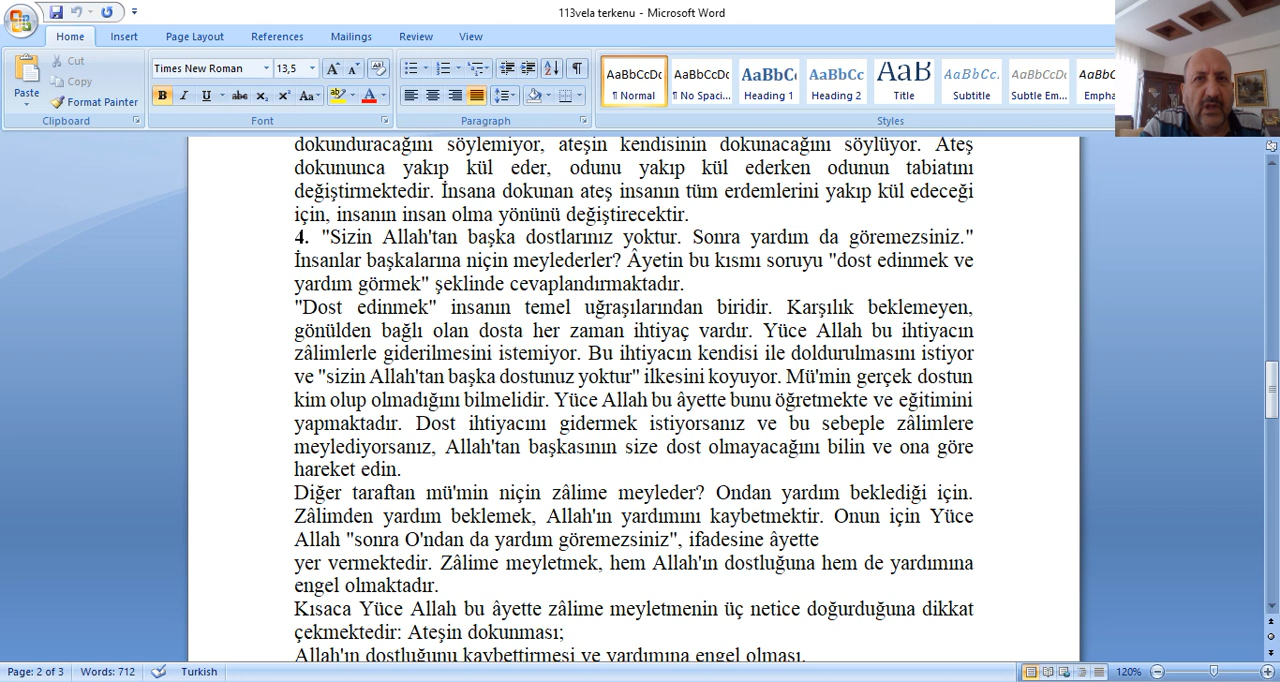 113vela terkenu - Microsoft Word
Home Insert Page Layout References Mailings Review View
Paste
Cut
Copy
Format Painter
Clipboard
Times New Roman 13,5
Font
Paragraph
AaBbCcDc AaBbCcDc AaBbC AaBbCc AaB AaBbCc. AaBbCcD AaBbC
¶ Normal ¶ No Spaci... Heading 1 Heading 2 Title Subtitle Subtle Em... Empha
Styles
dokunduracağını söylemiyor, ateşin kendisinin dokunacağını söylüyor. Ateş
dokununca yakıp kül eder, odunu yakıp kül ederken odunun tabiatını
değiştirmektedir. İnsana dokunan ateş insanın tüm erdemlerini yakıp kül edeceği
için, insanın insan olma yönünü değiştirecektir.
4. "Sizin Allah'tan başka dostlarınız yoktur. Sonra yardım da göremezsiniz."
İnsanlar başkalarına niçin meylederler? Âyetin bu kısmı soruyu "dost edinmek ve
yardım görmek" şeklinde cevaplandırmaktadır.
"Dost edinmek" insanın temel uğraşılarından biridir. Karşılık beklemeyen,
gönülden bağlı olan dosta her zaman ihtiyaç vardır. Yüce Allah bu ihtiyacın
zâlimlerle giderilmesini istemiyor. Bu ihtiyacın kendisi ile doldurulmasını istiyor
ve "sizin Allah'tan başka dostunuz yoktur" ilkesini koyuyor. Mü'min gerçek dostun
kim olup olmadığını bilmelidir. Yüce Allah bu âyette bunu öğretmekte ve eğitimini
yapmaktadır. Dost ihtiyacını gidermek istiyorsanız ve bu sebeple zâlimlere
meylediyorsanız, Allah'tan başkasının size dost olmayacağını bilin ve ona göre
hareket edin.
Diğer taraftan mü'min niçin zâlime meyleder? Ondan yardım beklediği için.
Zâlimden yardım beklemek, Allah'ın yardımını kaybetmektir. Onun için Yüce
Allah "sonra O'ndan da yardım göremezsiniz", ifadesine âyette
yer vermektedir. Zâlime meyletmek, hem Allah'ın dostluğuna hem de yardımına
engel olmaktadır.
Kısaca Yüce Allah bu âyette zâlime meyletmenin üç netice doğurduğuna dikkat
çekmektedir: Ateşin dokunması;
Allah'ın dostluğunu kaybettirmesi ve yardımına engel olması.
Page: 2 of 3 Words: 712 Turkish 120%